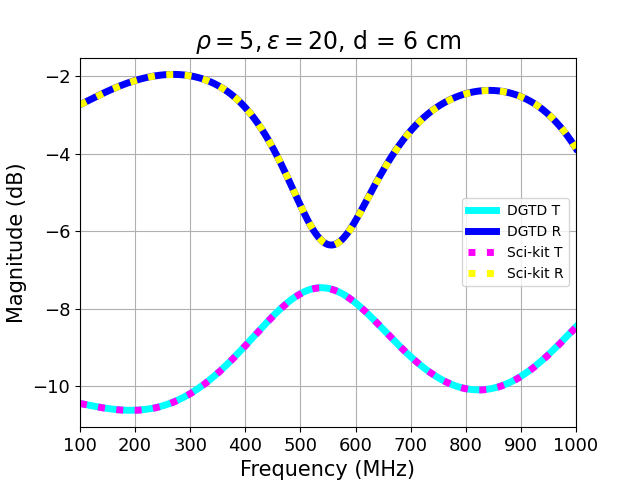 ρ = 5, ε = 20, d = 6 cm
Magnitude (dB)
−2
−4
−6
−8
−10
DGTD T
DGTD R
Sci-kit T
Sci-kit R
100 200 300 400 500 600 700 800 900 1000
Frequency (MHz)